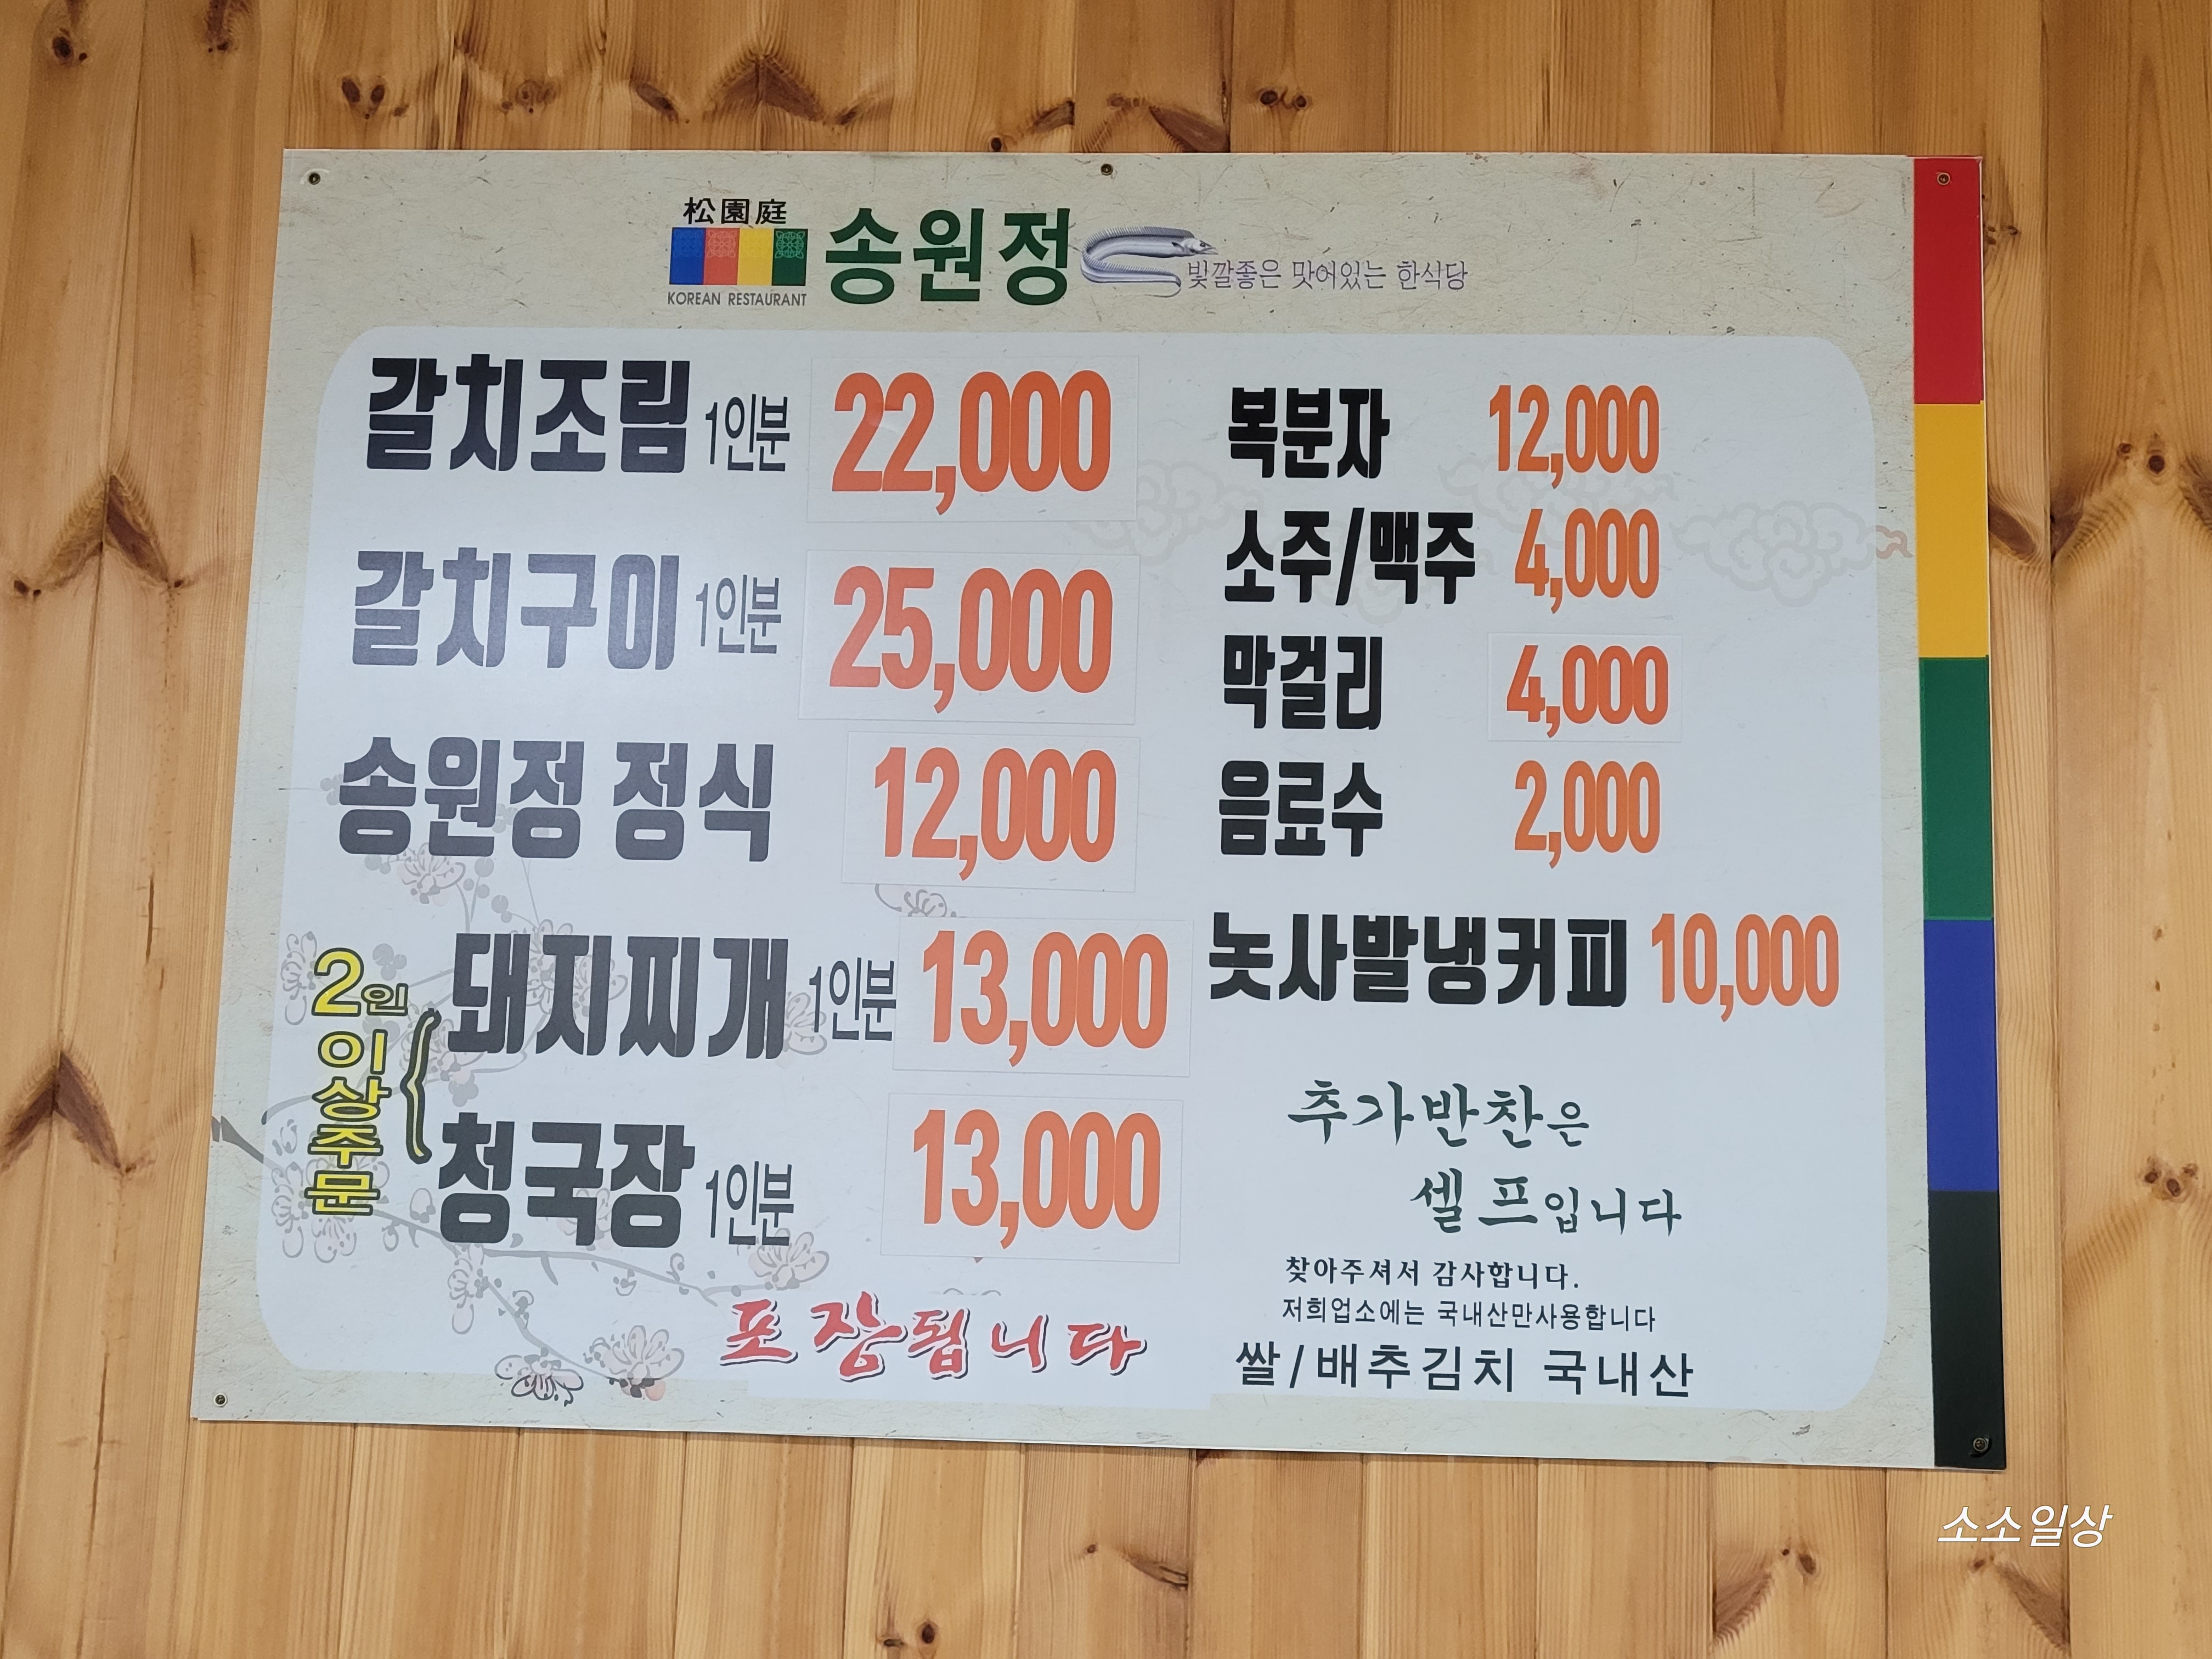 松園庭
KOREAN RESTAURANT
송원정
빛깔좋은 맛이있는 한식당
갈치조림 1인분 22,000
갈치구이 1인분 25,000
송원정 정식 12,000
2인
이상주문
돼지찌개 1인분 13,000
청국장 1인분 13,000
포장됩니다
복분자 12,000
소주/맥주 4,000
막걸리 4,000
음료수 2,000
놋사발냉커피 10,000
추가반찬은
셀프입니다
찾아주셔서 감사합니다.
저희업소에는 국내산만사용합니다
쌀/배추김치 국내산
소소일상